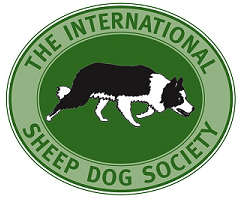 THE INTERNATIONAL
SHEEP DOG SOCIETY